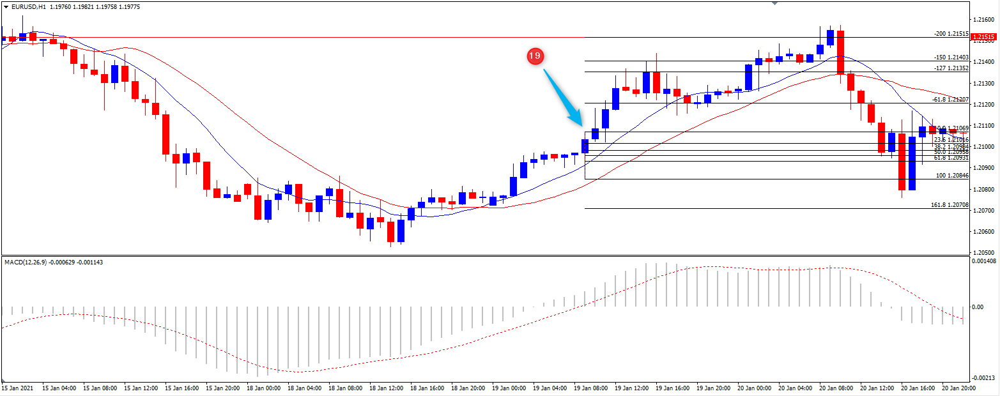 EURUSD,H1 1.19760 1.19821 1.19758 1.19775
1.21600
-200 1.21515
1.21515
1.21500
19
-150 1.21403
1.21400
-127 1.21352
1.21300
-61.8 1.21207
1.21200
1.21100
0.0 1.21069
23.6 1.21016
38.2 1.20984
1.21000
50.0 1.20958
61.8 1.20931
1.20900
100 1.20846
1.20800
161.8 1.20708
1.20700
1.20600
1.20500
MACD(12,26,9) -0.000629 -0.001143
0.001408
0.00
-0.00213
15 Jan 2021
15 Jan 04:00
15 Jan 08:00
15 Jan 12:00
15 Jan 16:00
15 Jan 20:00
18 Jan 00:00
18 Jan 04:00
18 Jan 08:00
18 Jan 12:00
18 Jan 16:00
18 Jan 20:00
19 Jan 00:00
19 Jan 04:00
19 Jan 08:00
19 Jan 12:00
19 Jan 16:00
19 Jan 20:00
20 Jan 00:00
20 Jan 04:00
20 Jan 08:00
20 Jan 12:00
20 Jan 16:00
20 Jan 20:00